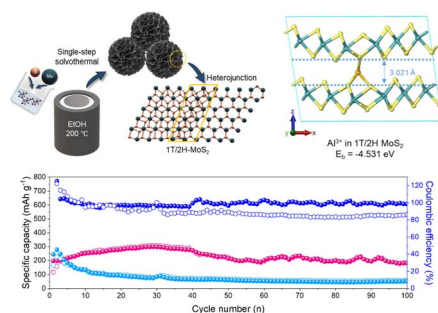 Single-step
solvothermal
Mo
EtOH
200 °C
Heterojunction
1T/2H-MoS₂
3.021 Å
z
y
x
Al³⁺ in 1T/2H MoS₂
E_b = -4.531 eV
Specific capacity (mAh g⁻¹)
800
700
600
500
400
300
200
100
0
0 10 20 30 40 50 60 70 80 90 100
Cycle number (n)
100
80
60
40
20
0
Coulombic efficiency (%)